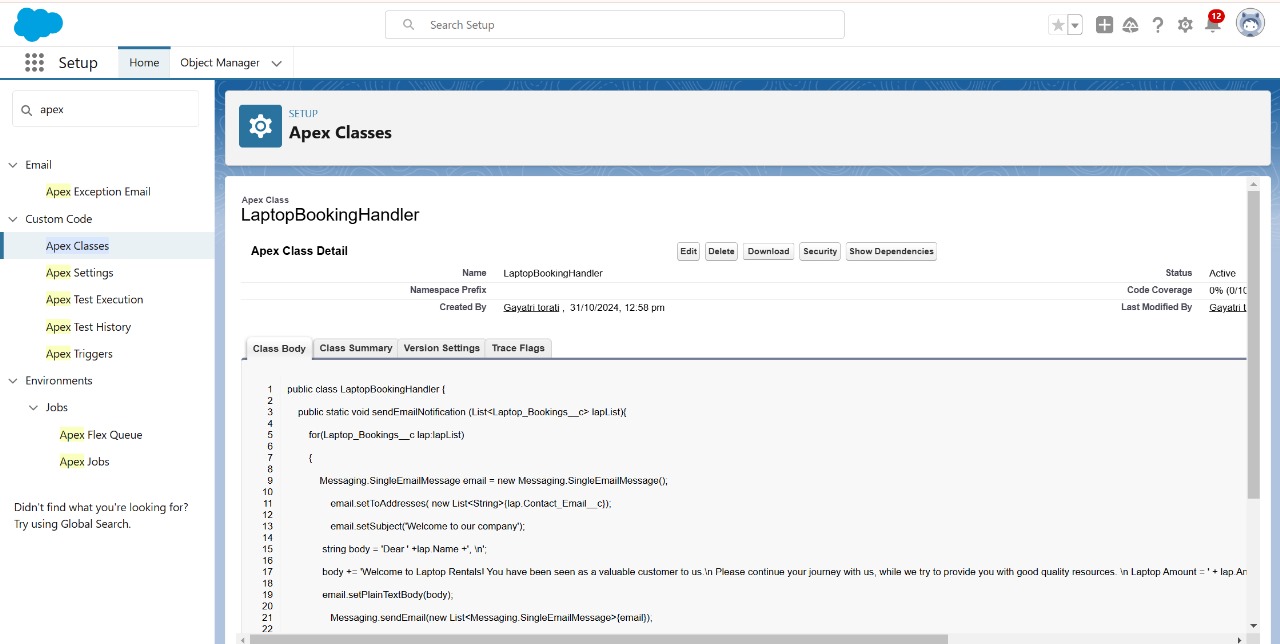 Search Setup
12
Setup
Home
Object Manager
apex
Email
Apex Exception Email
Custom Code
Apex Classes
Apex Settings
Apex Test Execution
Apex Test History
Apex Triggers
Environments
Jobs
Apex Flex Queue
Apex Jobs
Didn't find what you're looking for?
Try using Global Search.
SETUP
Apex Classes
Apex Class
LaptopBookingHandler
Apex Class Detail
Edit Delete Download Security Show Dependencies
Name LaptopBookingHandler Status Active
Namespace Prefix Code Coverage 0% (0/10
Created By Gayatri torati , 31/10/2024, 12:58 pm Last Modified By Gayatri t
Class Body Class Summary Version Settings Trace Flags
1 public class LaptopBookingHandler {
2
3 public static void sendEmailNotification (List<Laptop_Bookings__c> lapList){
4
5 for(Laptop_Bookings__c lap:lapList)
6
7 {
8
9 Messaging.SingleEmailMessage email = new Messaging.SingleEmailMessage();
10
11 email.setToAddresses( new List<String>{lap.Contact_Email__c});
12
13 email.setSubject('Welcome to our company');
14
15 string body = 'Dear ' +lap.Name +', \n';
16
17 body += 'Welcome to Laptop Rentals! You have been seen as a valuable customer to us.\n Please continue your journey with us, while we try to provide you with good quality resources. \n Laptop Amount = ' + lap.An
18
19 email.setPlainTextBody(body);
20
21 Messaging.sendEmail(new List<Messaging.SingleEmailMessage>{email});
22